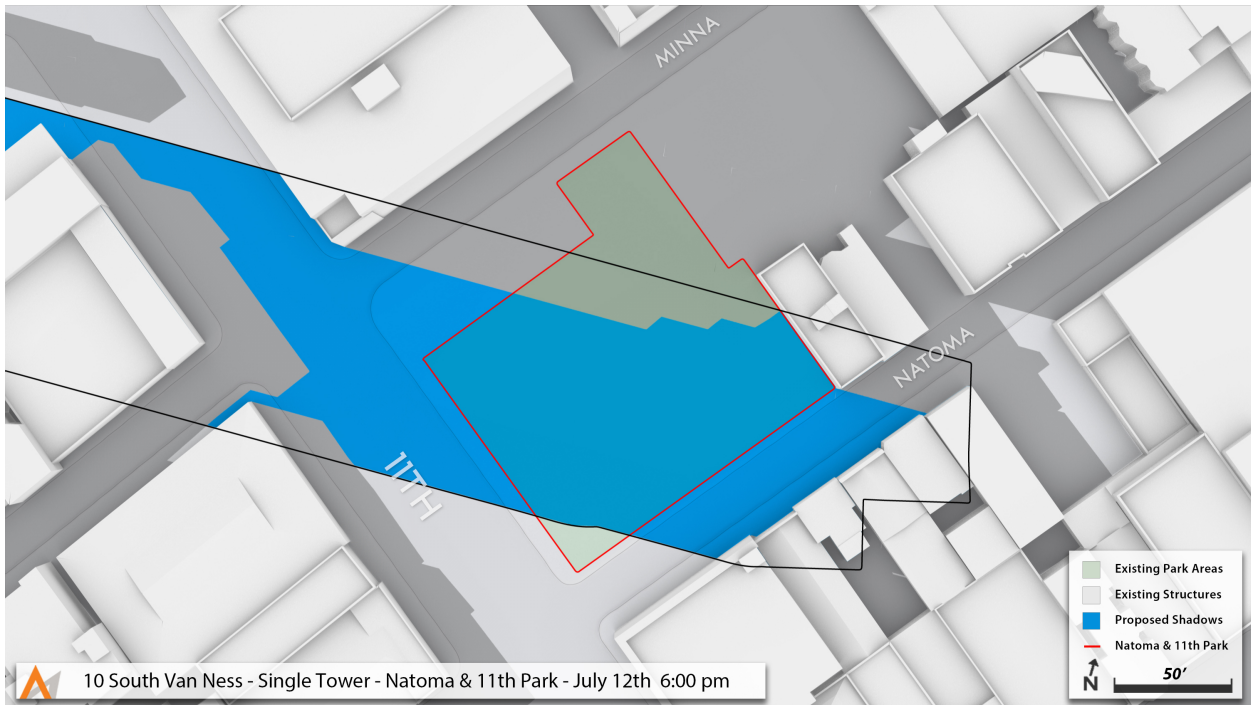 MINNA
NATOMA
11TH
Existing Park Areas
Existing Structures
Proposed Shadows
Natoma & 11th Park
N
50'
10 South Van Ness - Single Tower - Natoma & 11th Park - July 12th 6:00 pm